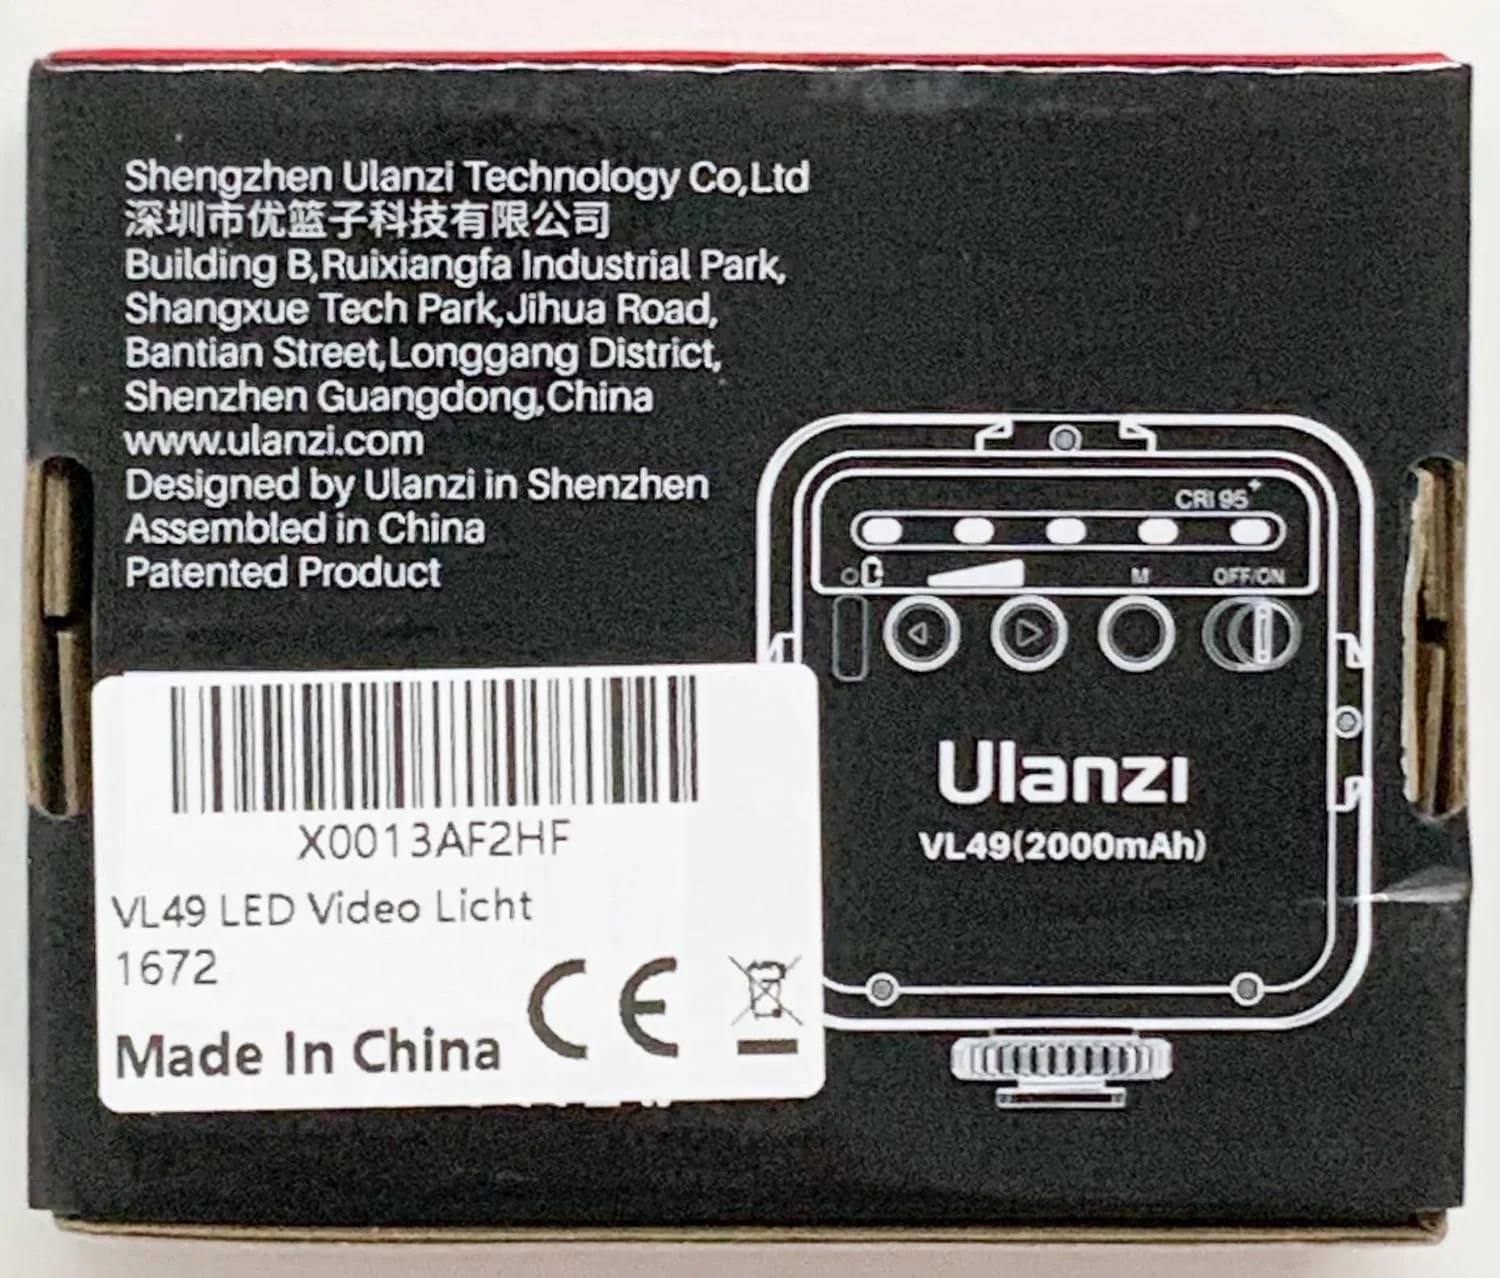 Shengzhen Ulanzi Technology Co,Ltd
深圳市优篮子科技有限公司
Building B,Ruixiangfa Industrial Park,
Shangxue Tech Park,Jihua Road,
Bantian Street,Longgang District,
Shenzhen Guangdong,China
www.ulanzi.com
Designed by Ulanzi in Shenzhen
Assembled in China
Patented Product
CRI 95+
M
OFF/ON
Ulanzi
VL49(2000mAh)
X0013AF2HF
VL49 LED Video Licht
1672
Made In China
CE